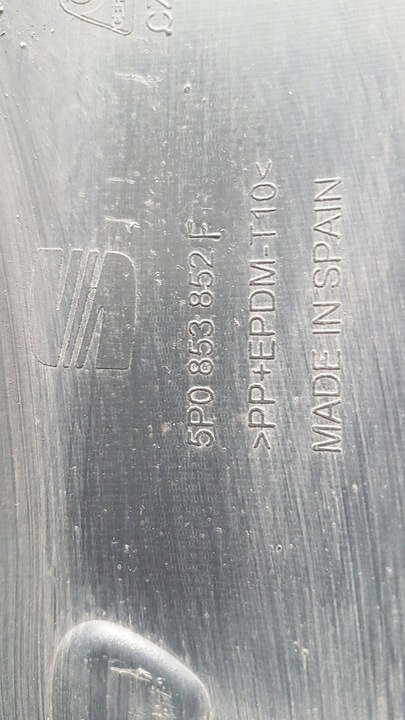 5P0 853 852 F
>PP+EPDM-T10<
MADE IN SPAIN